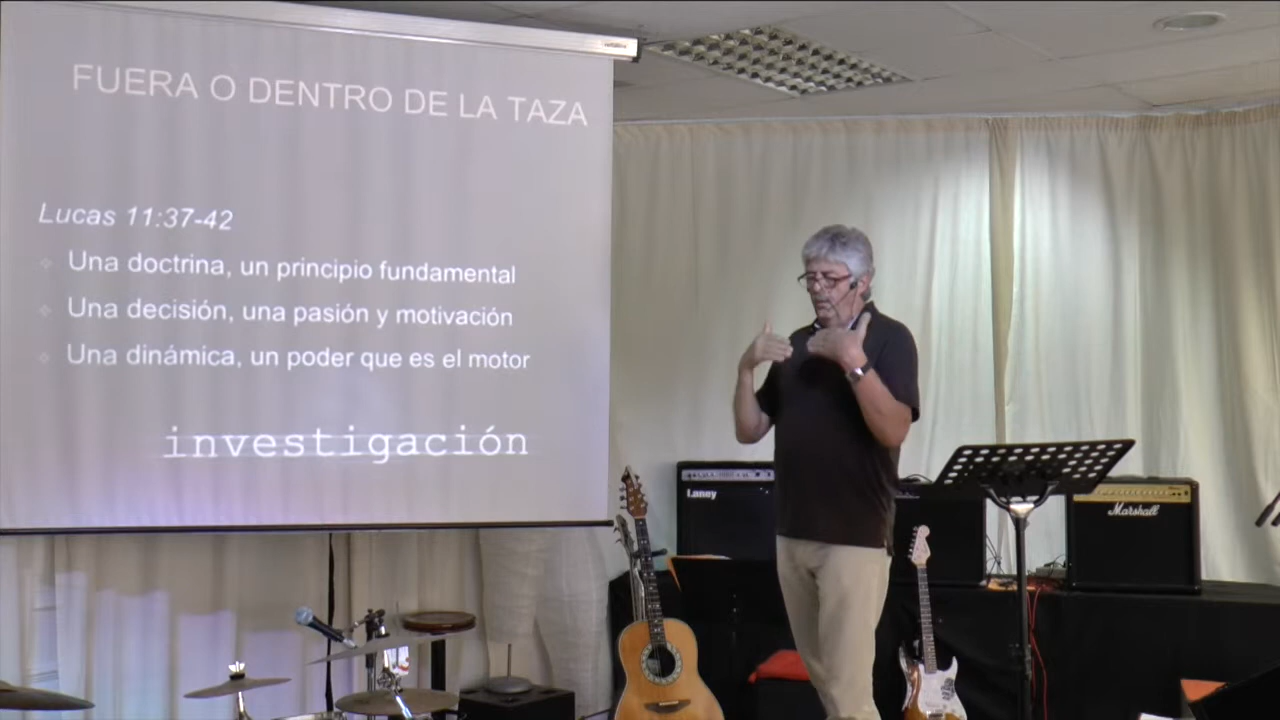 FUERA O DENTRO DE LA TAZA
Lucas 11:37-42
Una doctrina, un principio fundamental
Una decisión, una pasión y motivación
Una dinámica, un poder que es el motor
investigación
Laney
Marshall